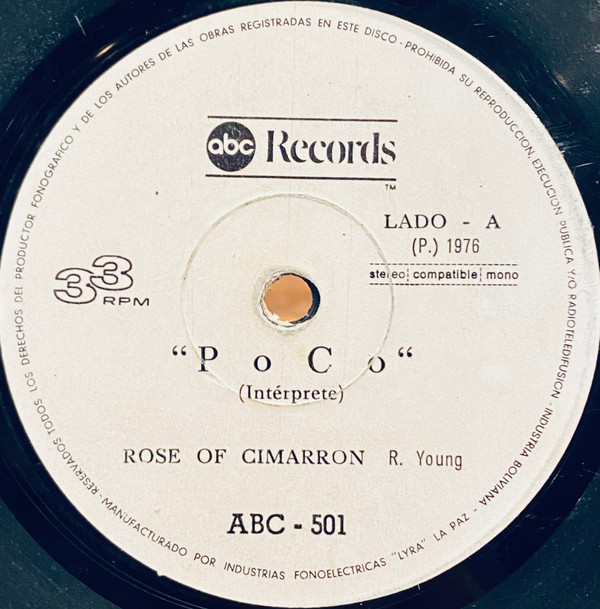 abc Records
TM
LADO - A
(P.) 1976
stereo compatible mono
33 RPM
"P o C o"
(Intérprete)
ROSE OF CIMARRON R. Young
ABC - 501
RESERVADOS TODOS LOS DERECHOS DEL PRODUCTOR FONOGRAFICO Y DE LOS AUTORES DE LAS OBRAS REGISTRADAS EN ESTE DISCO - PROHIBIDA SU REPRODUCCION, EJECUCION PUBLICA Y/O RADIOTELEDIFUSION, INDUSTRIA BOLIVIANA
- MANUFACTURADO POR INDUSTRIAS FONOELECTRICAS "LYRA" LA PAZ -